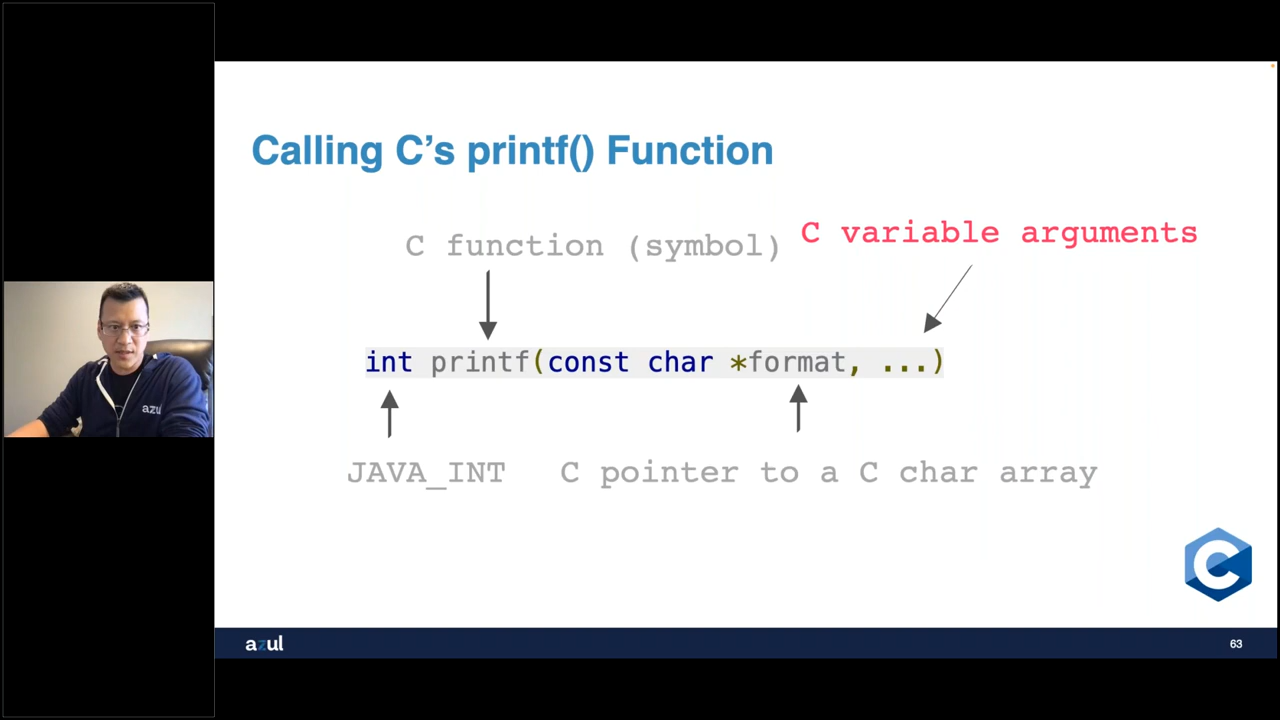 Calling C’s printf() Function
C function (symbol)
C variable arguments
int printf(const char *format, ...)
JAVA_INT
C pointer to a C char array
C
azul
63
azul